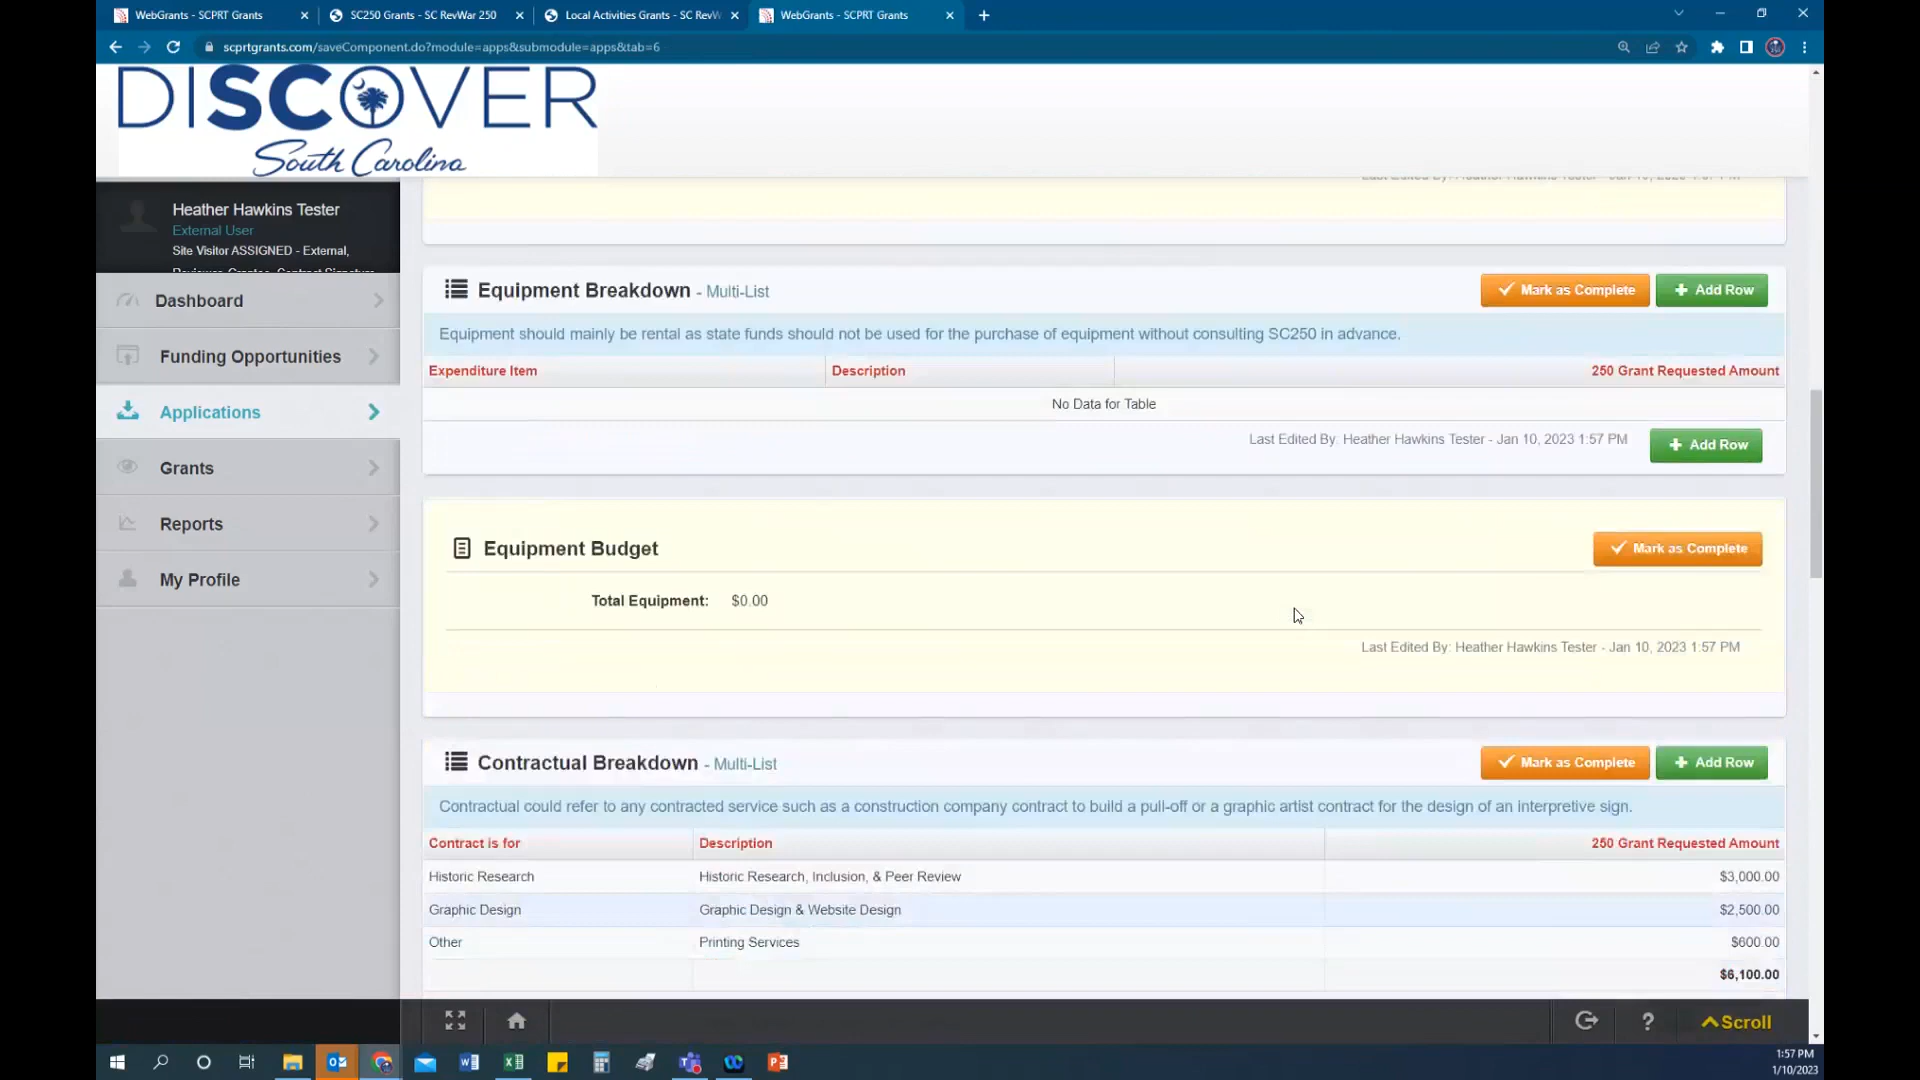 WebGrants - SCPRT Grants
SC250 Grants - SC RevWar 250
Local Activities Grants - SC RevW
WebGrants - SCPRT Grants
scprtgrants.com/saveComponent.do?module=apps&submodule=apps&tab=6
DISCOVER
South Carolina
Heather Hawkins Tester
External User
Site Visitor ASSIGNED - External,
Reviewer, Grantee, Contract Signature
Dashboard
Funding Opportunities
Applications
Grants
Reports
My Profile
Equipment Breakdown - Multi-List
Mark as Complete
Add Row
Equipment should mainly be rental as state funds should not be used for the purchase of equipment without consulting SC250 in advance.
Expenditure Item Description 250 Grant Requested Amount
No Data for Table
Last Edited By: Heather Hawkins Tester - Jan 10, 2023 1:57 PM
Add Row
Equipment Budget
Mark as Complete
Total Equipment: $0.00
Last Edited By: Heather Hawkins Tester - Jan 10, 2023 1:57 PM
Contractual Breakdown - Multi-List
Mark as Complete
Add Row
Contractual could refer to any contracted service such as a construction company contract to build a pull-off or a graphic artist contract for the design of an interpretive sign.
Contract is for Description 250 Grant Requested Amount
Historic Research Historic Research, Inclusion, & Peer Review $3,000.00
Graphic Design Graphic Design & Website Design $2,500.00
Other Printing Services $600.00
$6,100.00
Scroll
1:57 PM
1/10/2023